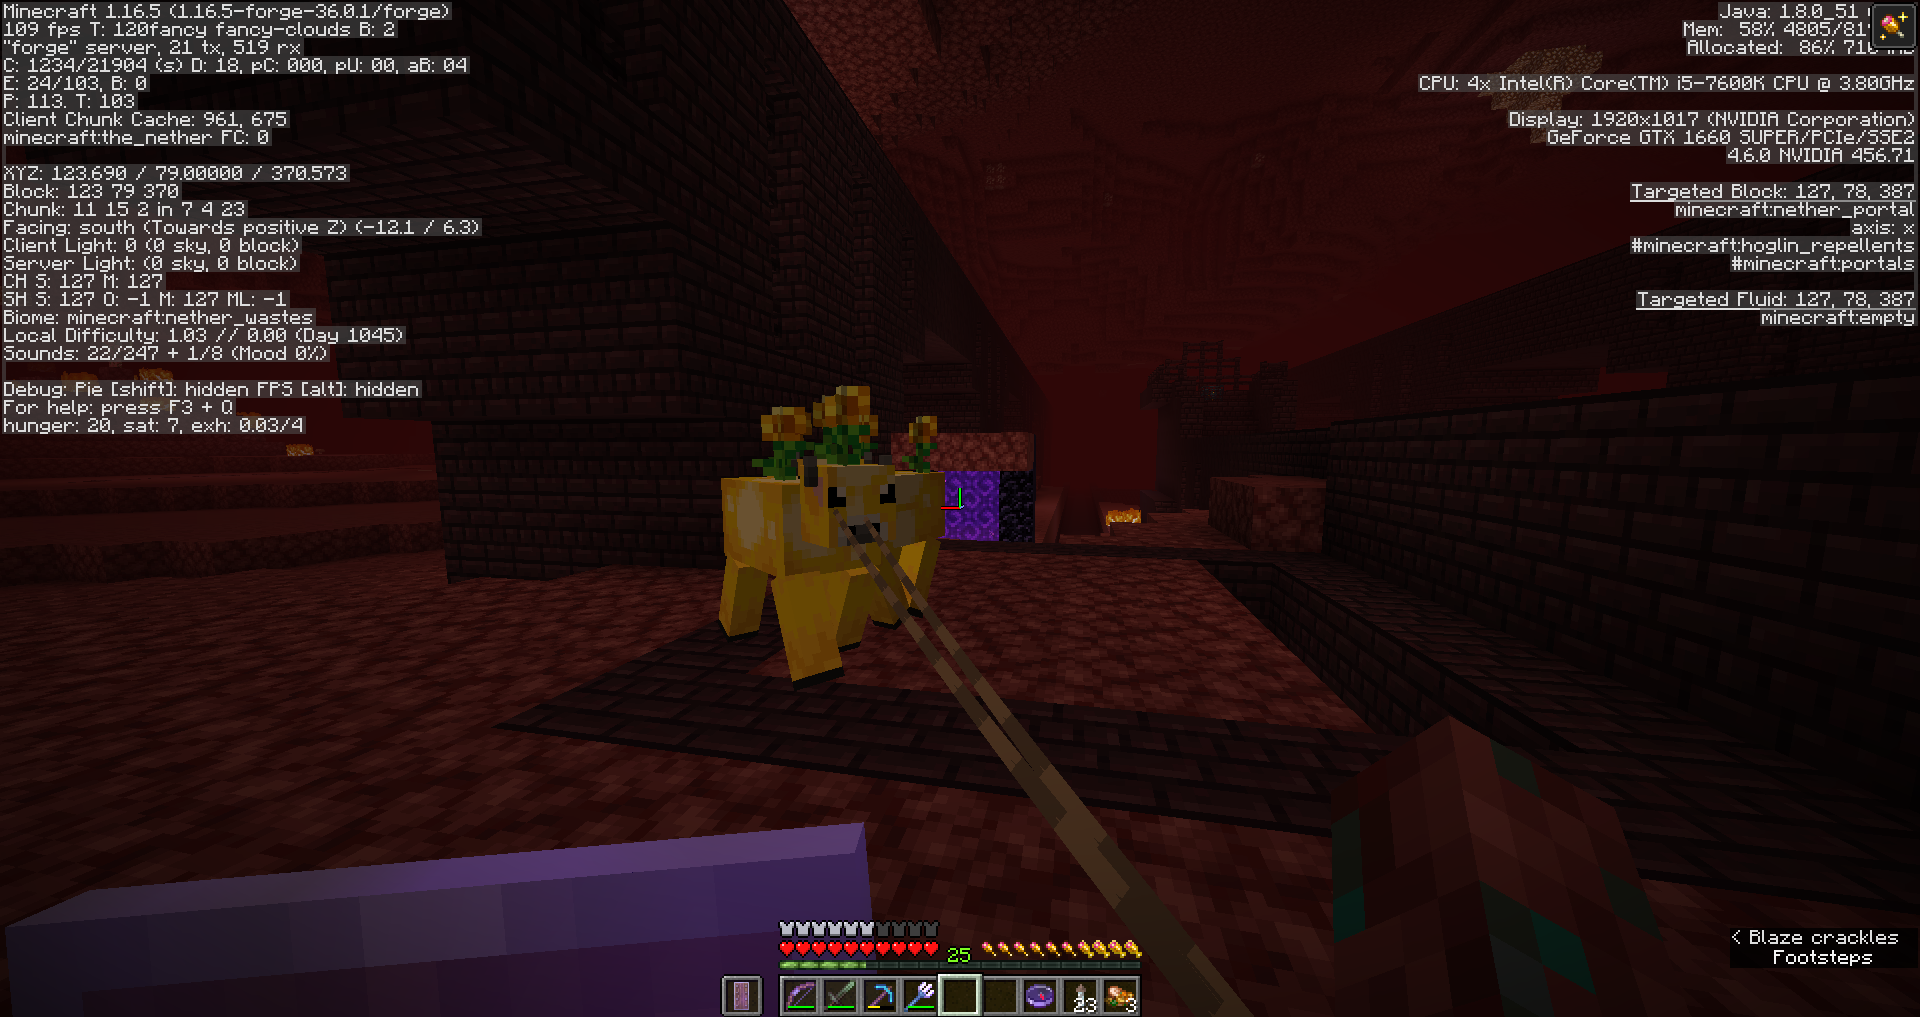 Minecraft 1.16.5 (1.16.5-forge-36.0.1/forge)
109 fps T: 120fancy fancy-clouds B: 2
"forge" server, 21 tx, 519 rx
C: 1234/21904 (s) D: 18, pC: 000, pU: 00, aB: 04
E: 24/103, B: 0
P: 113. T: 103
Client Chunk Cache: 961, 675
minecraft:the_nether FC: 0
XYZ: 123.690 / 79.00000 / 370.573
Block: 123 79 370
Chunk: 11 15 2 in 7 4 23
Facing: south (Towards positive Z) (-12.1 / 6.3)
Client Light: 0 (0 sky, 0 block)
Server Light: (0 sky, 0 block)
CH S: 127 M: 127
SH S: 127 O: -1 M: 127 ML: -1
Biome: minecraft:nether_wastes
Local Difficulty: 1.03 // 0.00 (Day 1045)
Sounds: 22/247 + 1/8 (Mood 0%)
Debug: Pie [shift]: hidden FPS [alt]: hidden
For help: press F3 + Q
hunger: 20, sat: 7, exh: 0.03/4
Java: 1.8.0_51
Mem: 58% 4805/81
Allocated: 86% 71
CPU: 4x Intel(R) Core(TM) i5-7600K CPU @ 3.80GHz
Display: 1920x1017 (NVIDIA Corporation)
GeForce GTX 1660 SUPER/PCIe/SSE2
4.6.0 NVIDIA 456.71
Targeted Block: 127, 78, 387
minecraft:nether_portal
axis: x
#minecraft:hoglin_repellents
#minecraft:portals
Targeted Fluid: 127, 78, 387
minecraft:empty
< Blaze crackles
Footsteps
25
23
3